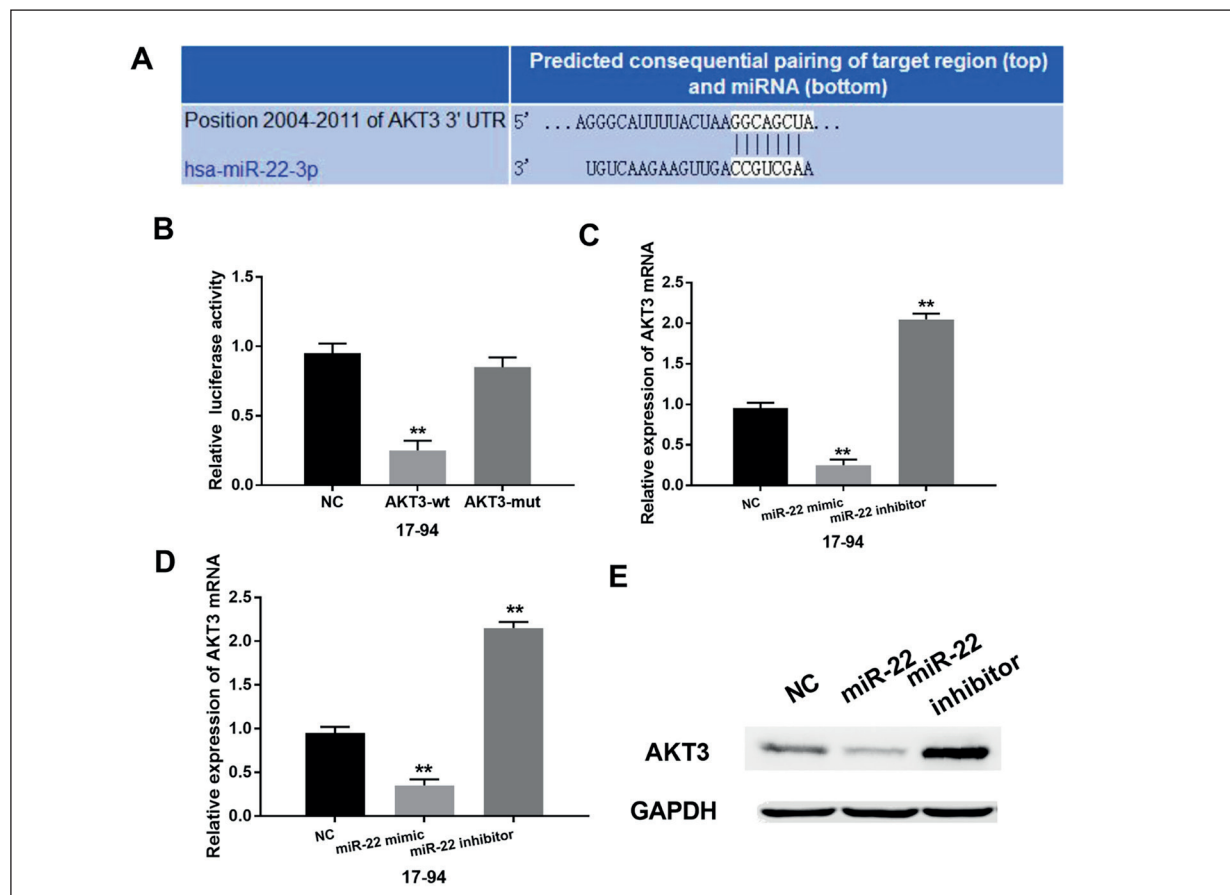 A
Predicted consequential pairing of target region (top)
and miRNA (bottom)
Position 2004-2011 of AKT3 3' UTR 5' ...AGGGCAUUUUACUAAGGCAGCUA...
hsa-miR-22-3p 3' UGUCAAGAAGUUGACCGUCGAA
B
Relative luciferase activity
1.5
1.0
0.5
0.0
**
NC AKT3-wt AKT3-mut
17-94
C
Relative expression of AKT3 mRNA
2.5
2.0
1.5
1.0
0.5
0.0
**
**
NC miR-22 mimic miR-22 inhibitor
17-94
D
Relative expression of AKT3 mRNA
2.5
2.0
1.5
1.0
0.5
0.0
**
**
NC miR-22 mimic miR-22 inhibitor
17-94
E
NC miR-22 miR-22
inhibitor
AKT3
GAPDH